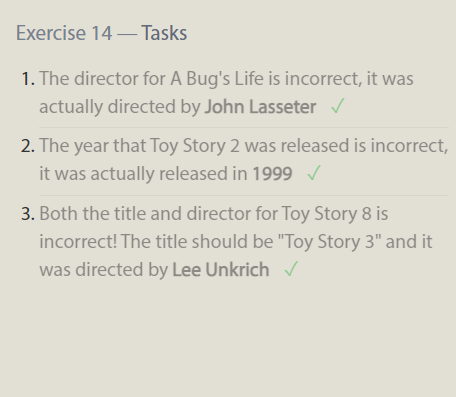 Exercise 14 — Tasks
1. The director for A Bug's Life is incorrect, it was
actually directed by John Lasseter ✓
2. The year that Toy Story 2 was released is incorrect,
it was actually released in 1999 ✓
3. Both the title and director for Toy Story 8 is
incorrect! The title should be "Toy Story 3" and it
was directed by Lee Unkrich ✓